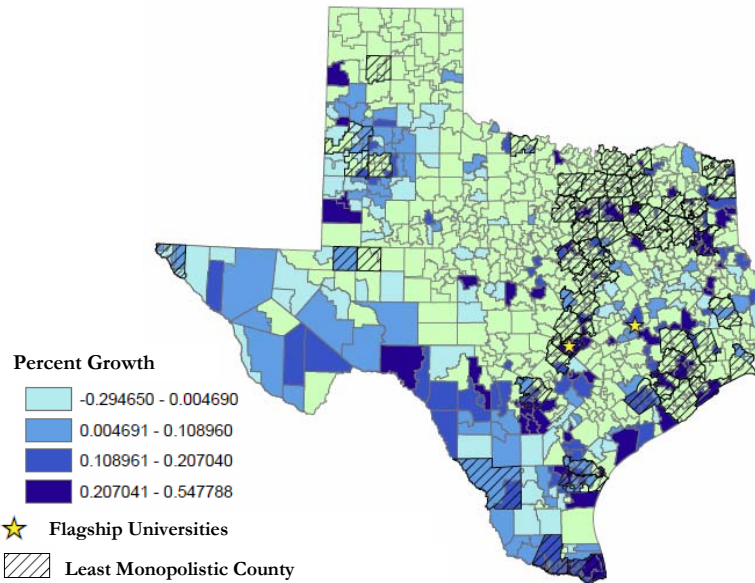 Percent Growth
-0.294650 - 0.004690
0.004691 - 0.108960
0.108961 - 0.207040
0.207041 - 0.547788
Flagship Universities
Least Monopolistic County